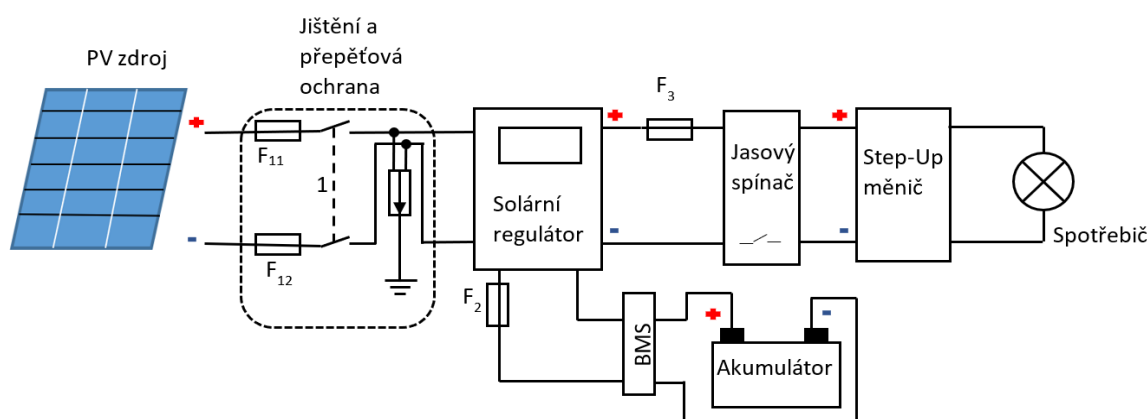 PV zdroj
Jištění a
přepěťová
ochrana
+
-
F11
1
F12
Solární
regulátor
+
-
F3
Jasový
spínač
+
-
Step-Up
měnič
Spotřebič
F2
BMS
+
-
Akumulátor